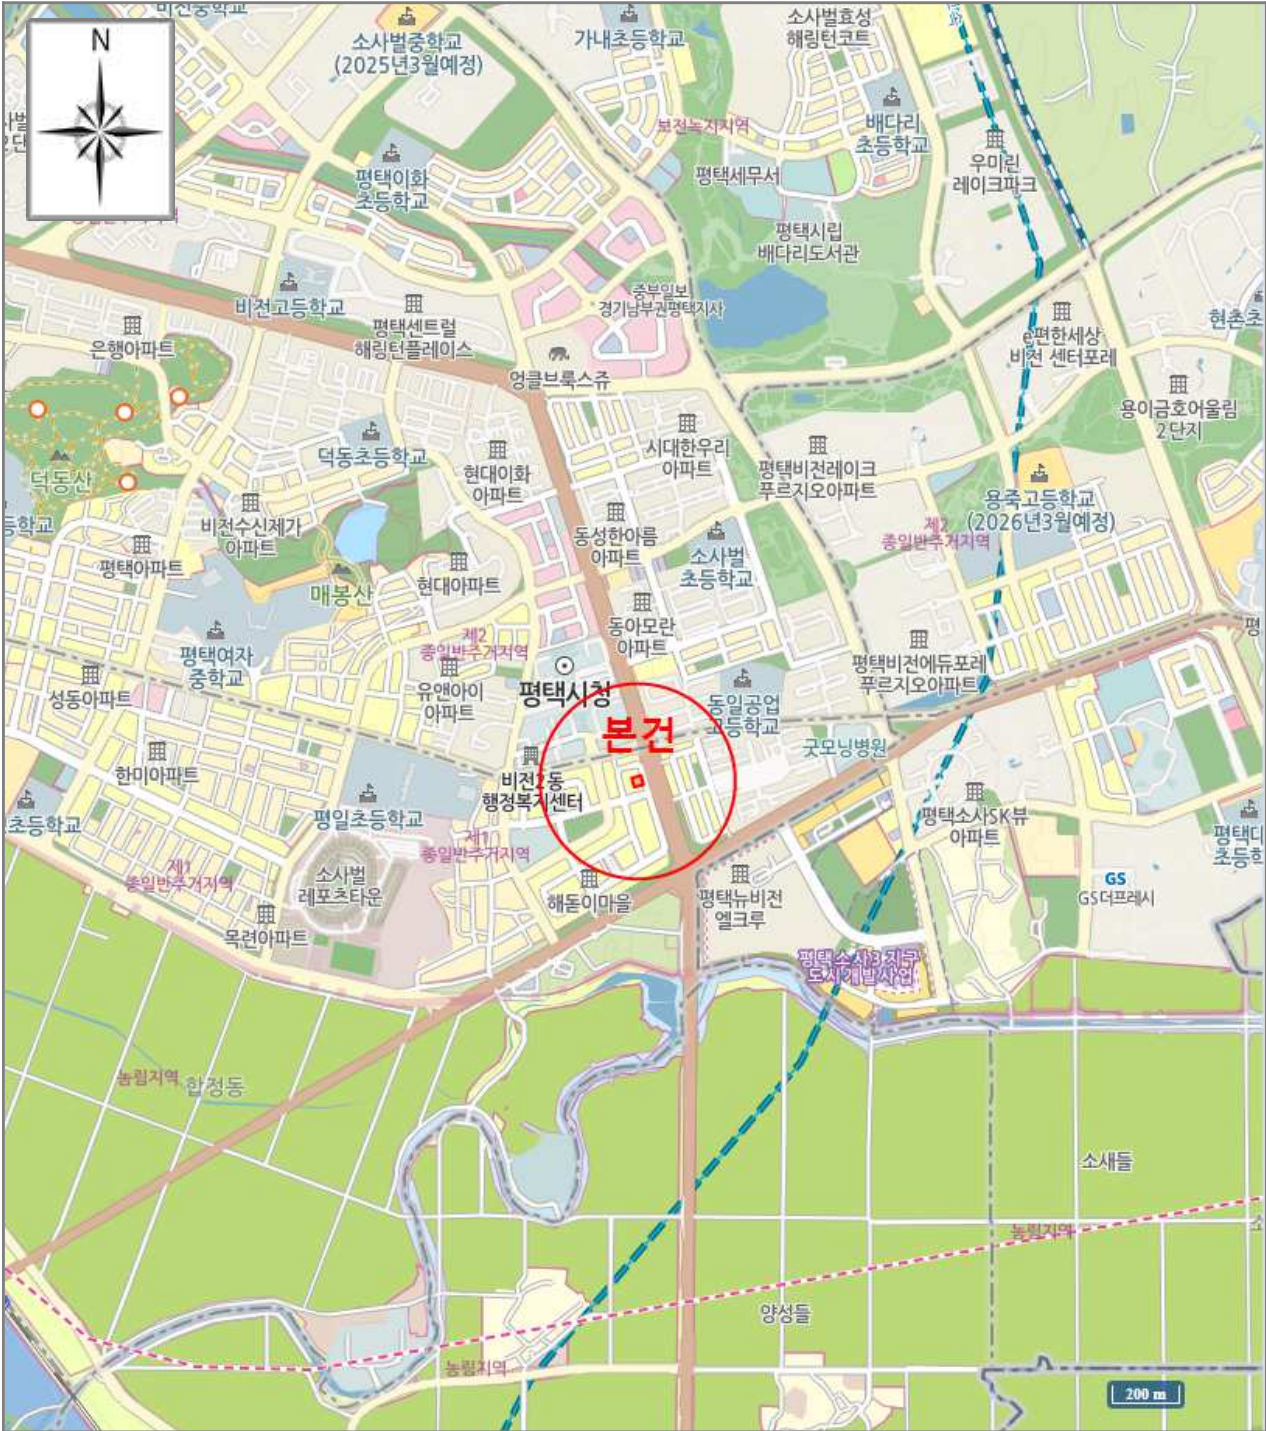 비전중학교
소사벌중학교
(2025년3월예정)
가내초등학교
소사벌효성
해링턴코트
N
보전녹지지역
배다리
초등학교
우미린
레이크파크
평택이화
초등학교
평택세무서
평택시립
배다리도서관
비전고등학교
중부일보
경기남부권평택지사
은행아파트
평택센트럴
해링턴플레이스
e편한세상
비전 센터포레
현촌초
엉클브룩스쥬
용이금호어울림
2단지
시대한우리
아파트
덕동초등학교
현대이화
아파트
평택비전레이크
푸르지오아파트
덕동산
용죽고등학교
(2026년3월예정)
등학교
비전수신제가
아파트
동성한아름
아파트
제2
종일반주거지역
평택아파트
소사벌
초등학교
현대아파트
매봉산
동아모란
아파트
제2
종일반주거지역
평택여자
중학교
평택비전에듀포레
푸르지오아파트
평
성동아파트
유앤아이
아파트
평택시청
동일공업
고등학교
본건
굿모닝병원
한미아파트
비전2동
행정복지센터
초등학교
평일초등학교
평택소사SK뷰
아파트
평택대
초등학
제1
종일반주거지역
제1
종일반주거지역
소사벌
레포츠타운
해돋이마을
평택뉴비전
엘크루
GS
GS더프레시
목련아파트
평택소사3지구
도시개발사업
농림지역
합정동
소새들
농림지역
소
양성들
농림지역
200 m